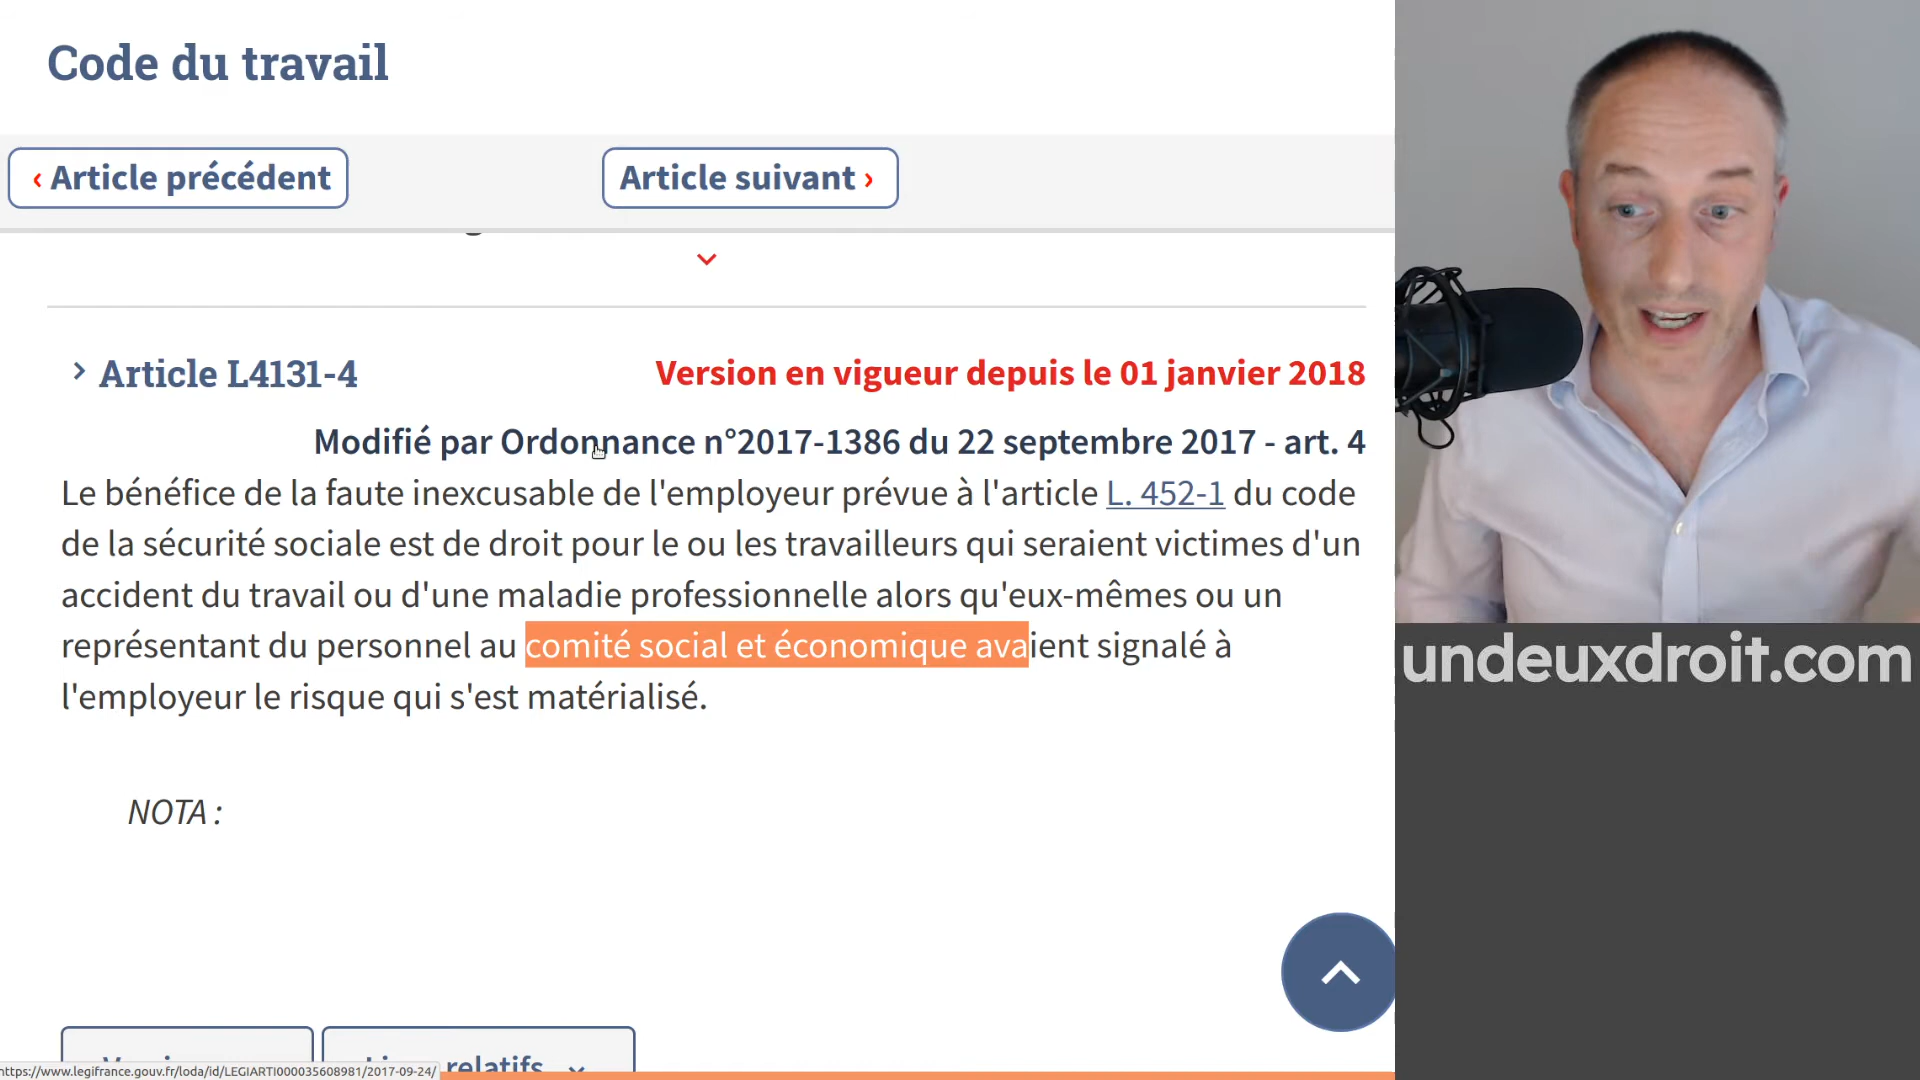 Code du travail
‹ Article précédent
Article suivant ›
Article L4131-4
Version en vigueur depuis le 01 janvier 2018
Modifié par Ordonnance n°2017-1386 du 22 septembre 2017 - art. 4
Le bénéfice de la faute inexcusable de l'employeur prévue à l'article L. 452-1 du code
de la sécurité sociale est de droit pour le ou les travailleurs qui seraient victimes d'un
accident du travail ou d'une maladie professionnelle alors qu'eux-mêmes ou un
représentant du personnel au comité social et économique avaient signalé à
l'employeur le risque qui s'est matérialisé.
NOTA :
relatifs
https://www.legifrance.gouv.fr/loda/id/LEGIARTI000035608981/2017-09-24/
undeuxdroit.com